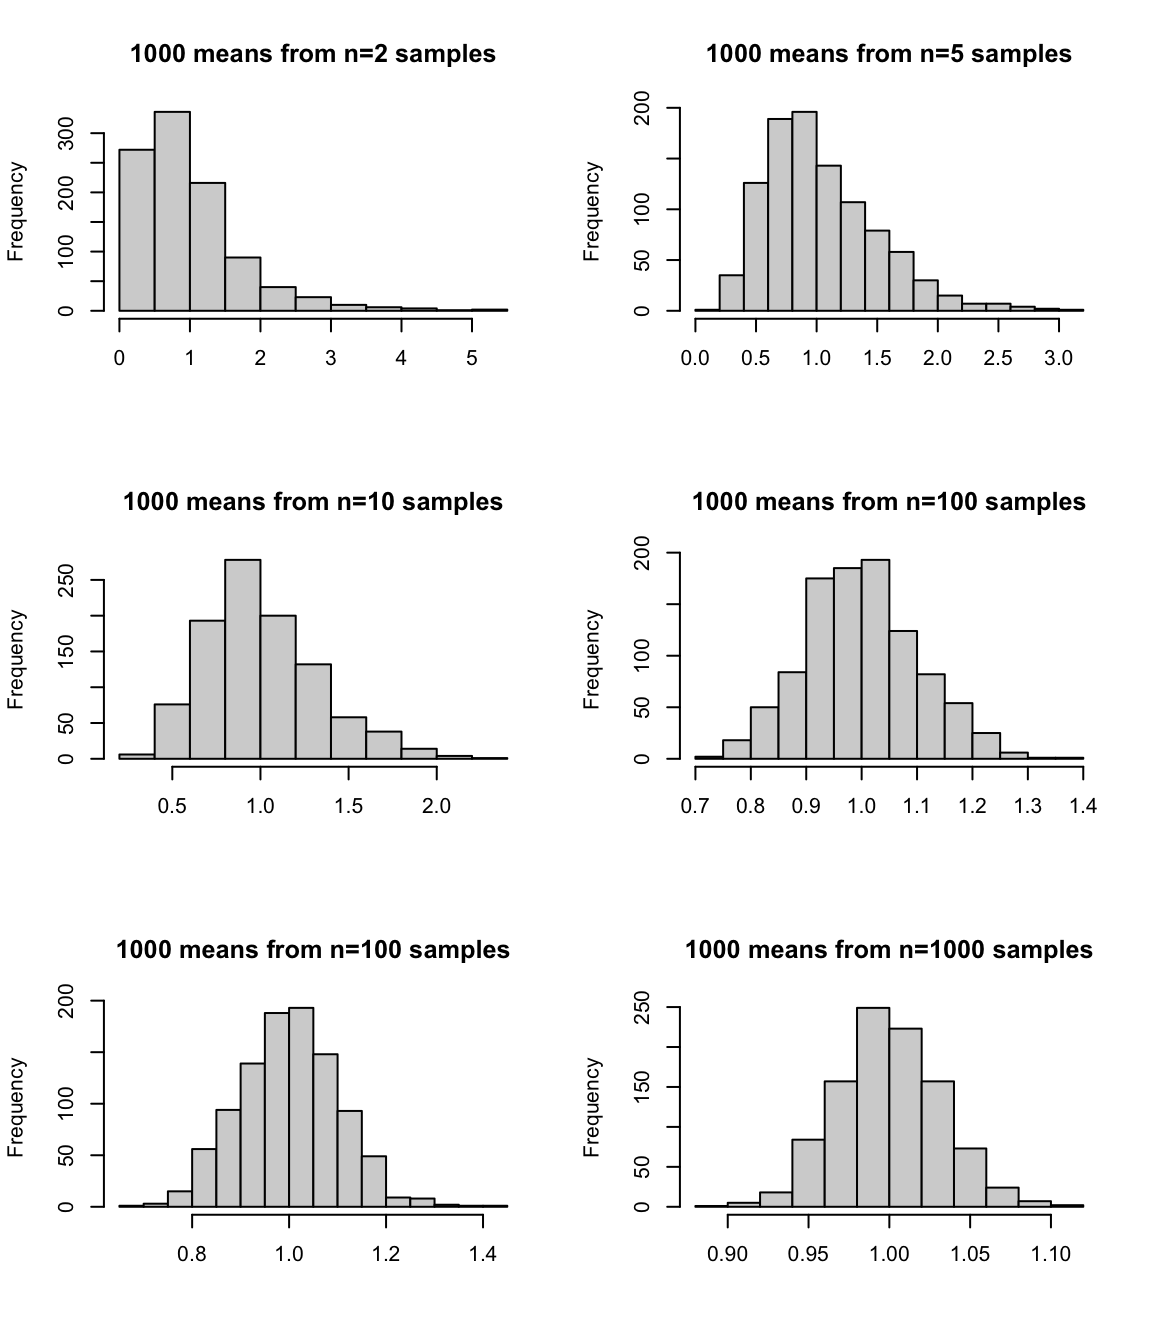 1000 means from n=2 samples
Frequency
0 100 200 300
0 1 2 3 4 5
1000 means from n=5 samples
Frequency
0 50 100 200
0.0 0.5 1.0 1.5 2.0 2.5 3.0
1000 means from n=10 samples
Frequency
0 50 150 250
0.5 1.0 1.5 2.0
1000 means from n=100 samples
Frequency
0 50 100 200
0.7 0.8 0.9 1.0 1.1 1.2 1.3 1.4
1000 means from n=100 samples
Frequency
0 50 100 200
0.8 1.0 1.2 1.4
1000 means from n=1000 samples
Frequency
0 50 150 250
0.90 0.95 1.00 1.05 1.10